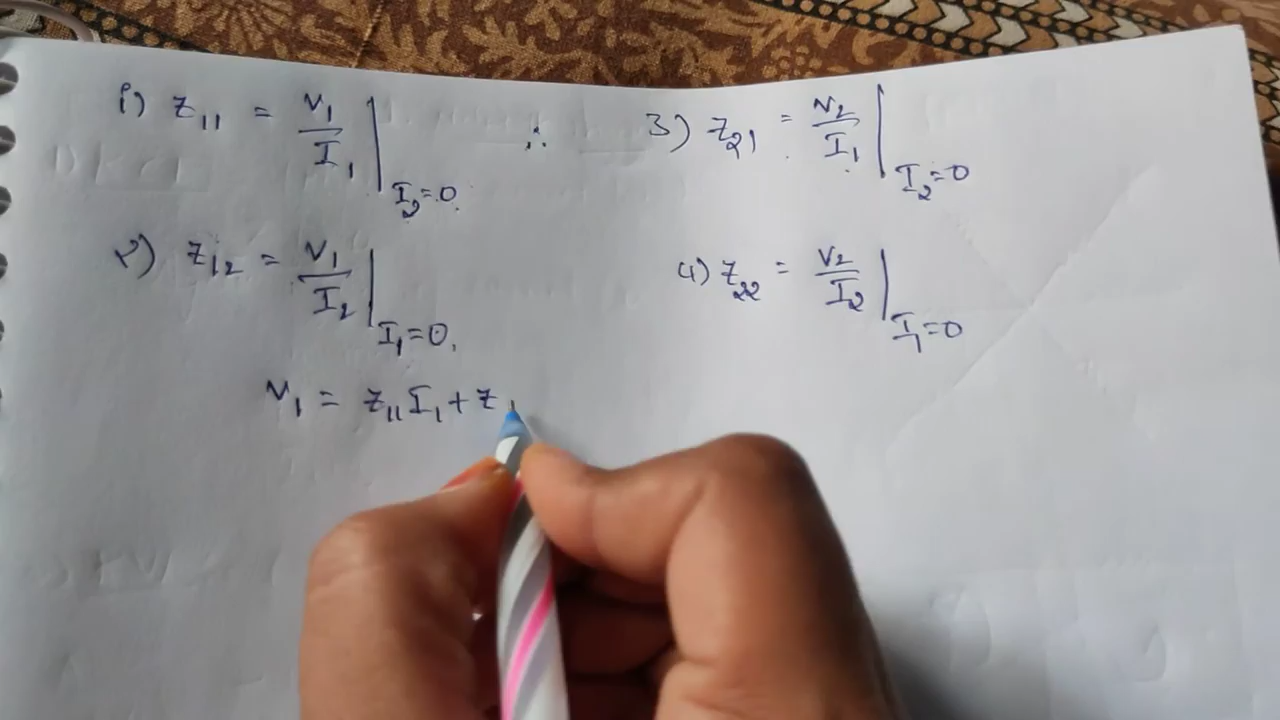 1) Z11 = V1/I1 | I2=0
∴
3) Z21 = V2/I1 | I2=0
2) Z12 = V1/I2 | I1=0
4) Z22 = V2/I2 | I1=0
V1 = Z11 I1 + Z